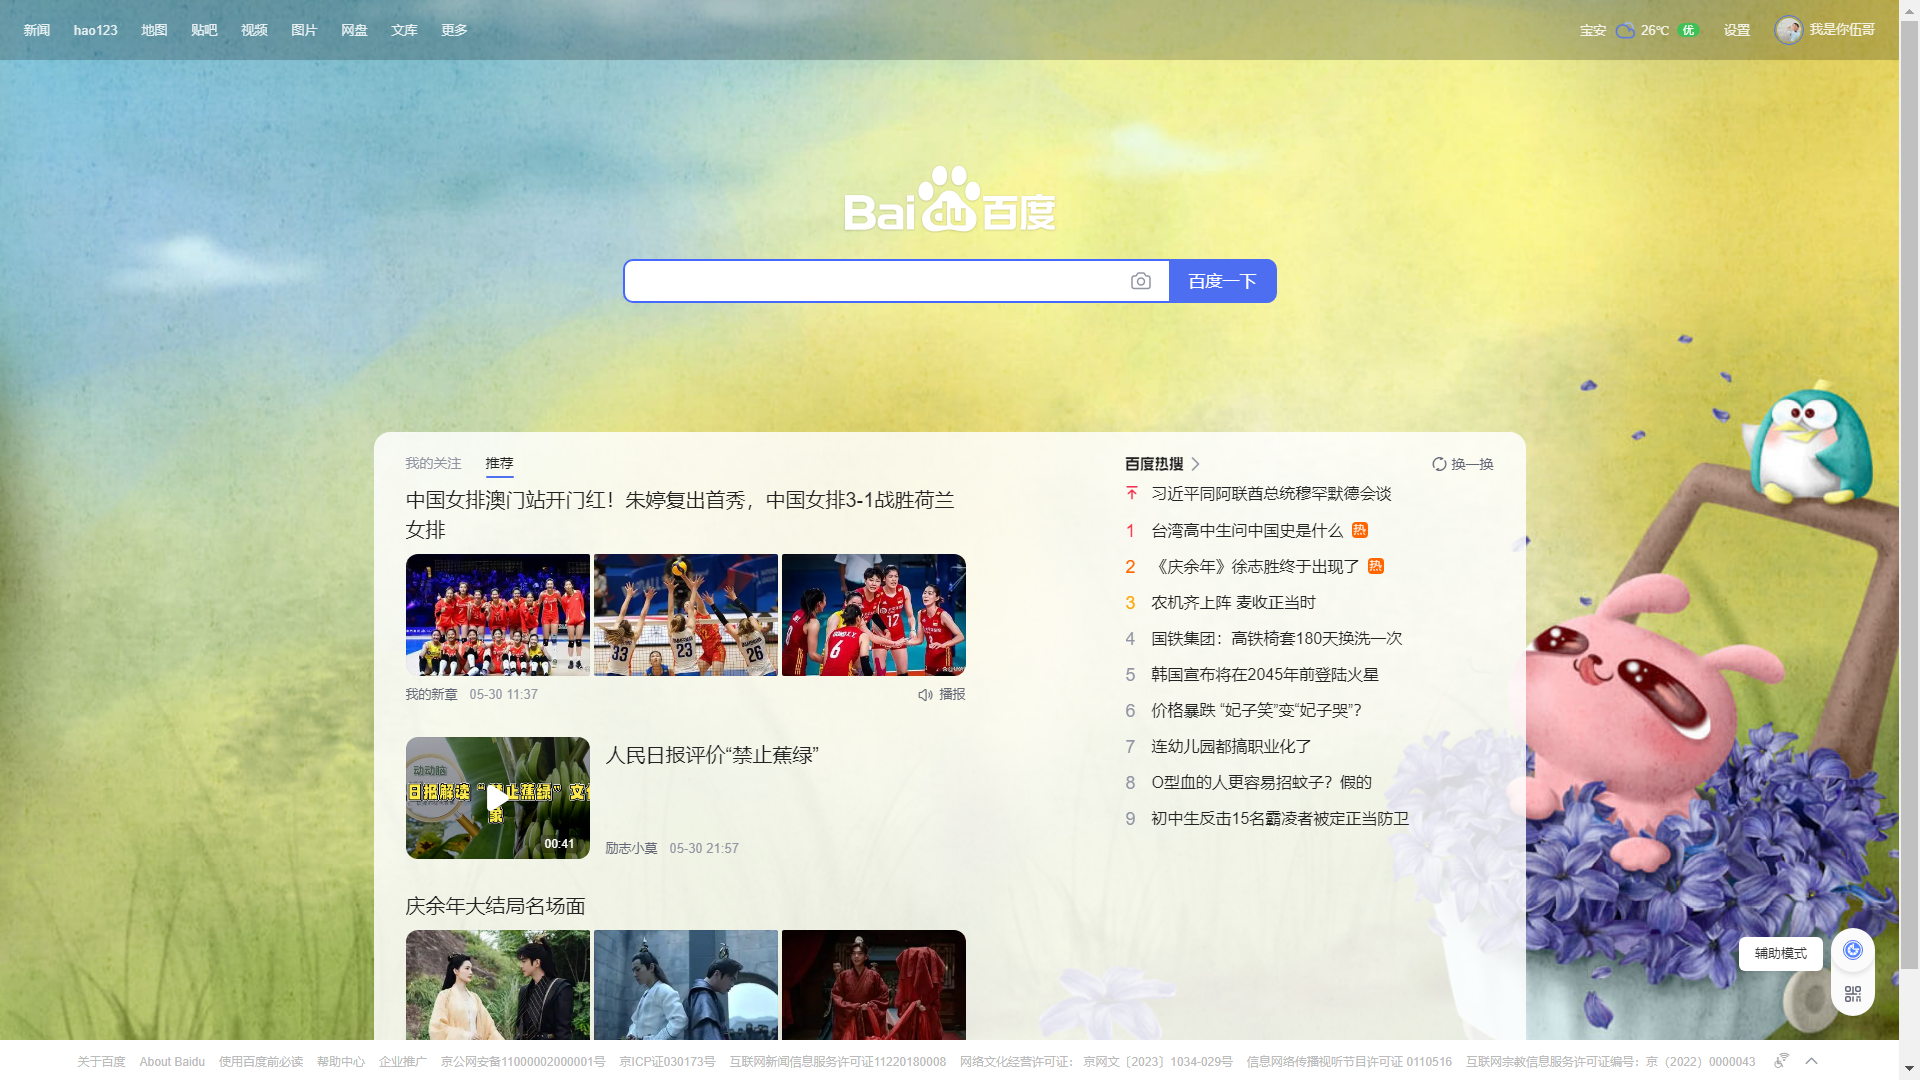 新闻 hao123 地图 贴吧 视频 图片 网盘 文库 更多
宝安 26℃ 优 设置 我是你伍哥
Bai du 百度
百度一下
我的关注 推荐
中国女排澳门站开门红！朱婷复出首秀，中国女排3-1战胜荷兰
女排
33 23 26
6 12
我的新章 05-30 11:37 播报
动动脑
日报解读“禁止蕉绿”文
00:41
人民日报评价“禁止蕉绿”
励志小莫 05-30 21:57
庆余年大结局名场面
百度热搜 换一换
习近平同阿联酋总统穆罕默德会谈
1 台湾高中生问中国史是什么 热
2 《庆余年》徐志胜终于出现了 热
3 农机齐上阵 麦收正当时
4 国铁集团：高铁椅套180天换洗一次
5 韩国宣布将在2045年前登陆火星
6 价格暴跌 “妃子笑”变“妃子哭”？
7 连幼儿园都搞职业化了
8 O型血的人更容易招蚊子？假的
9 初中生反击15名霸凌者被定正当防卫
辅助模式
关于百度 About Baidu 使用百度前必读 帮助中心 企业推广 京公网安备11000002000001号 京ICP证030173号 互联网新闻信息服务许可证11220180008 网络文化经营许可证： 京网文〔2023〕1034-029号 信息网络传播视听节目许可证 0110516 互联网宗教信息服务许可证编号：京（2022）0000043